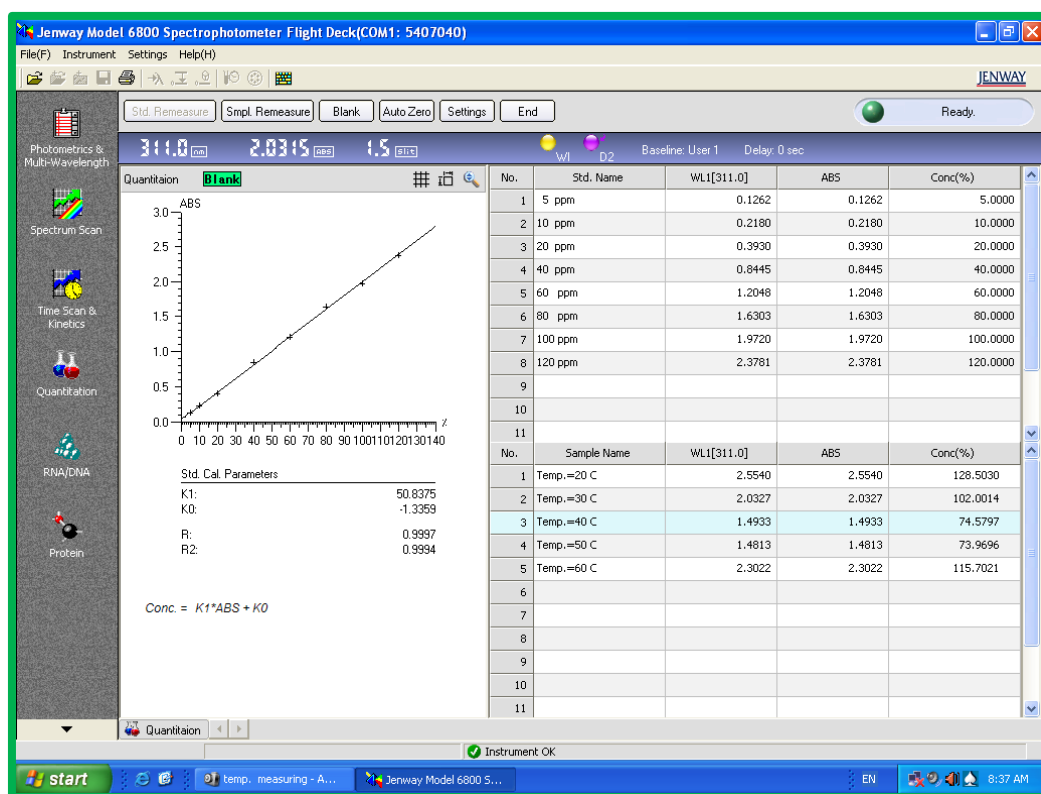 Jenway Model 6800 Spectrophotometer Flight Deck(COM1: 5407040)
File(F) Instrument Settings Help(H)
JENWAY
Std. Remeasure Smpl. Remeasure Blank Auto Zero Settings End Ready.
311.0 nm 2.0315 ABS 1.5 slit WI D2 Baseline: User 1 Delay: 0 sec
Photometrics &
Multi-Wavelength
Spectrum Scan
Time Scan &
Kinetics
Quantitation
RNA/DNA
Protein
Quantitaion Blank
ABS
3.0
2.5
2.0
1.5
1.0
0.5
0.0
%
0 10 20 30 40 50 60 70 80 90 100110120130140
Std. Cal. Parameters
K1: 50.8375
K0: -1.3359
R: 0.9997
R2: 0.9994
Conc. = K1*ABS + K0
No. Std. Name WL1[311.0] ABS Conc(%)
1 5 ppm 0.1262 0.1262 5.0000
2 10 ppm 0.2180 0.2180 10.0000
3 20 ppm 0.3930 0.3930 20.0000
4 40 ppm 0.8445 0.8445 40.0000
5 60 ppm 1.2048 1.2048 60.0000
6 80 ppm 1.6303 1.6303 80.0000
7 100 ppm 1.9720 1.9720 100.0000
8 120 ppm 2.3781 2.3781 120.0000
9
10
11
No. Sample Name WL1[311.0] ABS Conc(%)
1 Temp.=20 C 2.5540 2.5540 128.5030
2 Temp.=30 C 2.0327 2.0327 102.0014
3 Temp.=40 C 1.4933 1.4933 74.5797
4 Temp.=50 C 1.4813 1.4813 73.9696
5 Temp.=60 C 2.3022 2.3022 115.7021
6
7
8
9
10
11
Quantitaion
Instrument OK
start temp. measuring - A... Jenway Model 6800 S... EN 8:37 AM